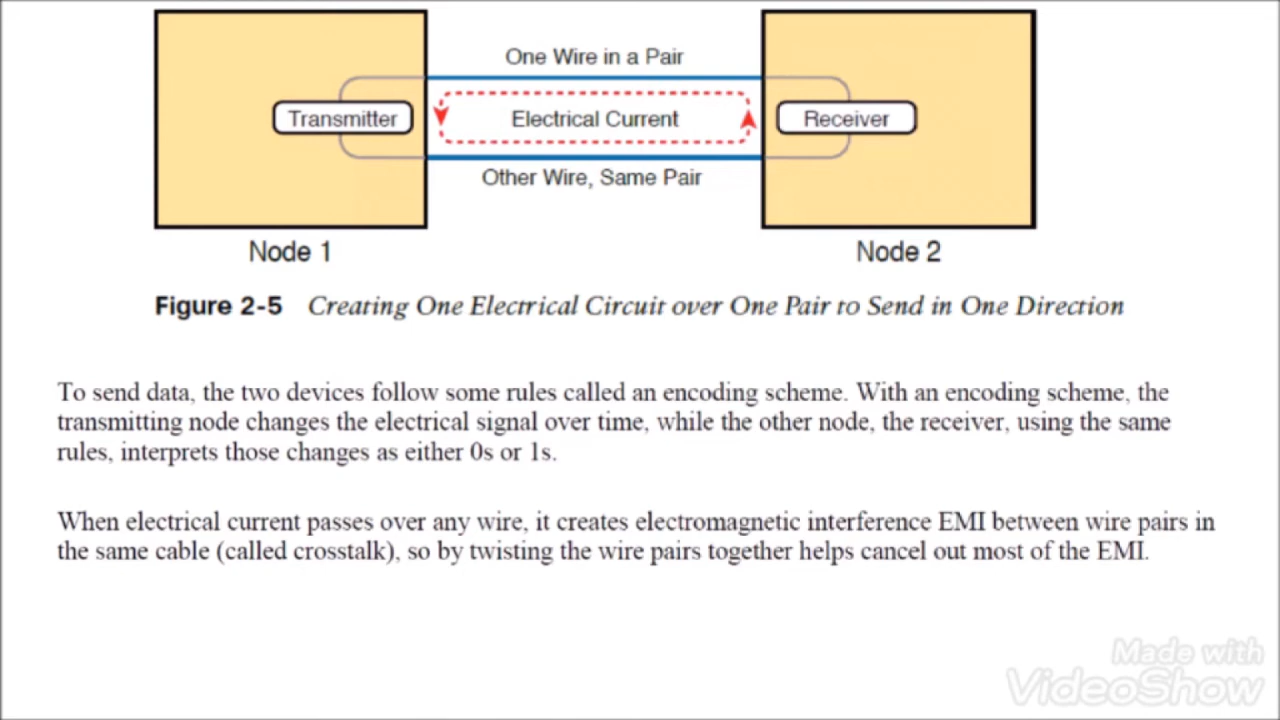 One Wire in a Pair
Transmitter
Electrical Current
Receiver
Other Wire, Same Pair
Node 1
Node 2
Figure 2-5 Creating One Electrical Circuit over One Pair to Send in One Direction
To send data, the two devices follow some rules called an encoding scheme. With an encoding scheme, the
transmitting node changes the electrical signal over time, while the other node, the receiver, using the same
rules, interprets those changes as either 0s or 1s.
When electrical current passes over any wire, it creates electromagnetic interference EMI between wire pairs in
the same cable (called crosstalk), so by twisting the wire pairs together helps cancel out most of the EMI.
Made with
VideoShow